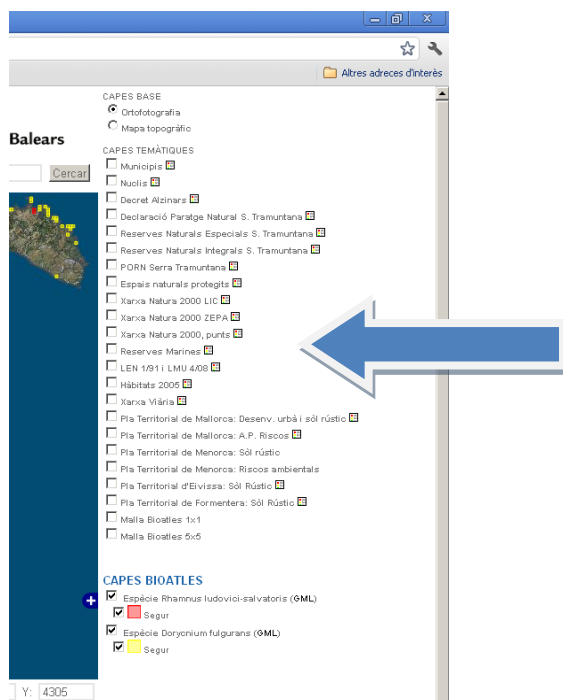 Altres adreces d'interès
CAPES BASE
Ortofotografia
Mapa topogràfic
Balears
CAPES TEMÀTIQUES
Cercar
Municipis
Nuclis
Decret Alzinars
Declaració Paratge Natural S. Tramuntana
Reserves Naturals Especials S. Tramuntana
Reserves Naturals Integrals S. Tramuntana
PORN Serra Tramuntana
Espais naturals protegits
Xarxa Natura 2000 LIC
Xarxa Natura 2000 ZEPA
Xarxa Natura 2000, punts
Reserves Marines
LEN 1/91 i LMU 4/08
Hàbitats 2005
Xarxa Viária
Pla Territorial de Mallorca: Desenv. urbà i sòl rústic
Pla Territorial de Mallorca: A.P. Riscos
Pla Territorial de Menorca: Sòl rústic
Pla Territorial de Menorca: Riscos ambientals
Pla Territorial d'Eivissa: Sòl Rústic
Pla Territorial de Formentera: Sòl Rústic
Malla Bioatles 1x1
Malla Bioatles 5x5
CAPES BIOATLES
Espècie Rhamnus ludovici-salvatoris (GML)
Segur
Espècie Dorycnium fulgurans (GML)
Segur
Y: 4305